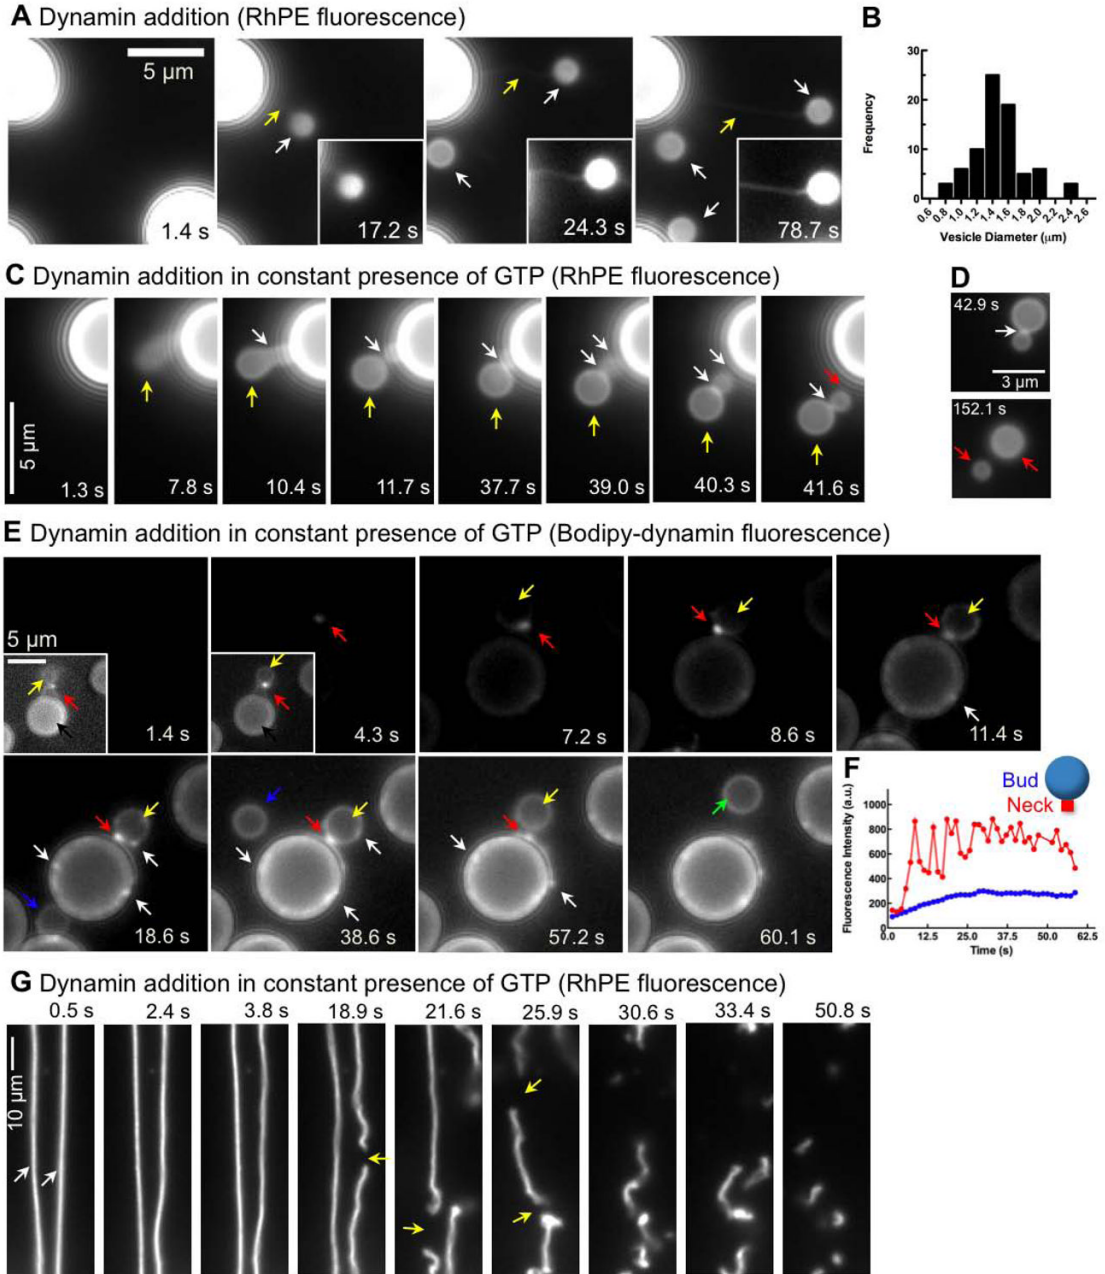 A Dynamin addition (RhPE fluorescence)
5 µm
1.4 s
17.2 s
24.3 s
78.7 s
B
Frequency
30
20
10
0
0.6 0.8 1.0 1.2 1.4 1.6 1.8 2.0 2.2 2.4 2.6
Vesicle Diameter (µm)
C Dynamin addition in constant presence of GTP (RhPE fluorescence)
5 µm
1.3 s
7.8 s
10.4 s
11.7 s
37.7 s
39.0 s
40.3 s
41.6 s
D
42.9 s
3 µm
152.1 s
E Dynamin addition in constant presence of GTP (Bodipy-dynamin fluorescence)
5 µm
1.4 s
4.3 s
7.2 s
8.6 s
11.4 s
18.6 s
38.6 s
57.2 s
60.1 s
F
Bud
Neck
Fluorescence Intensity (a.u.)
1000
800
600
400
200
0
0.0 12.5 25.0 37.5 50.0 62.5
Time (s)
G Dynamin addition in constant presence of GTP (RhPE fluorescence)
0.5 s 2.4 s 3.8 s 18.9 s 21.6 s 25.9 s 30.6 s 33.4 s 50.8 s
10 µm